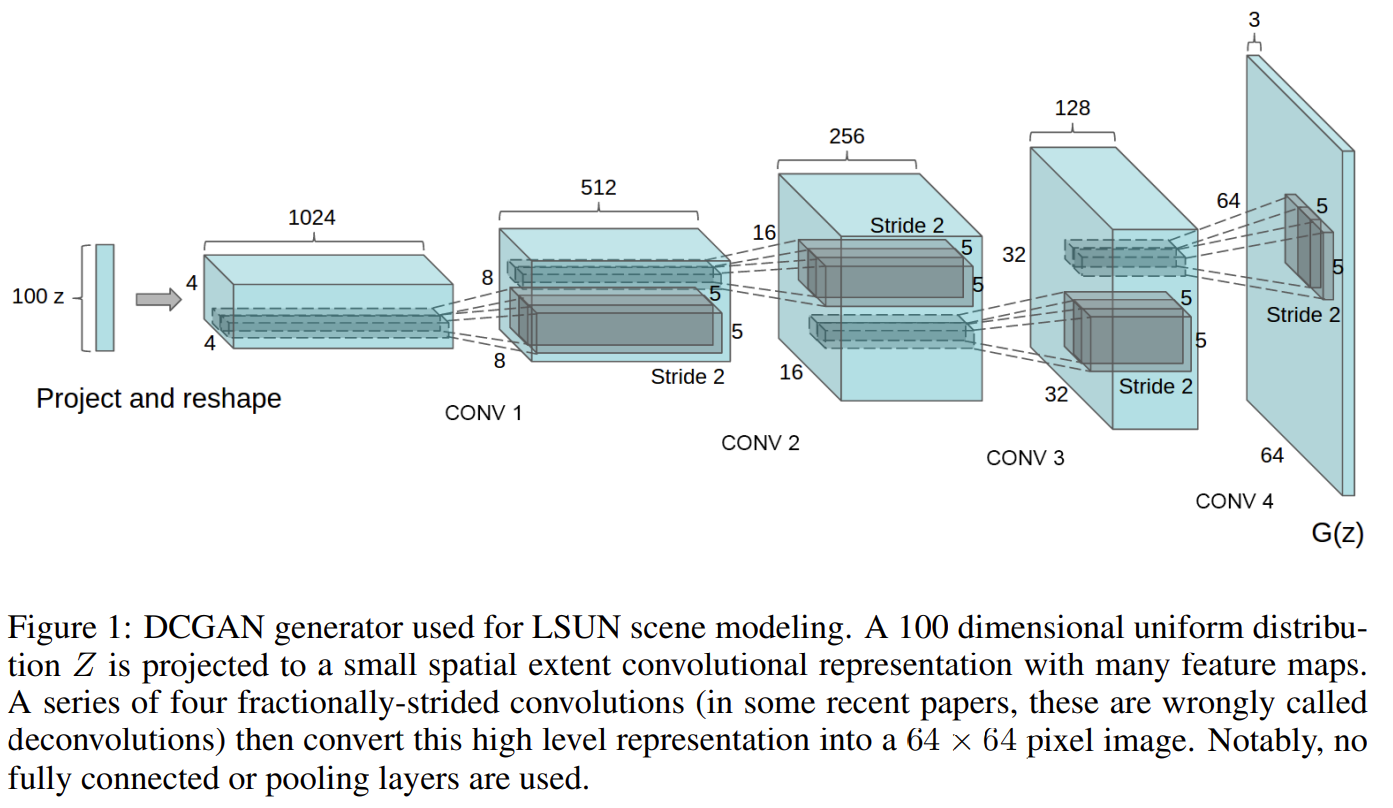 3
128
256
512
64
1024
5
16
Stride 2
5
32
5
4
8
5
5
100 z
5
Stride 2
5
5
4
8
16
Stride 2
32
Stride 2
Project and reshape
CONV 1
CONV 2
CONV 3
64
CONV 4
G(z)
Figure 1: DCGAN generator used for LSUN scene modeling. A 100 dimensional uniform distribu-
tion Z is projected to a small spatial extent convolutional representation with many feature maps.
A series of four fractionally-strided convolutions (in some recent papers, these are wrongly called
deconvolutions) then convert this high level representation into a 64 × 64 pixel image. Notably, no
fully connected or pooling layers are used.